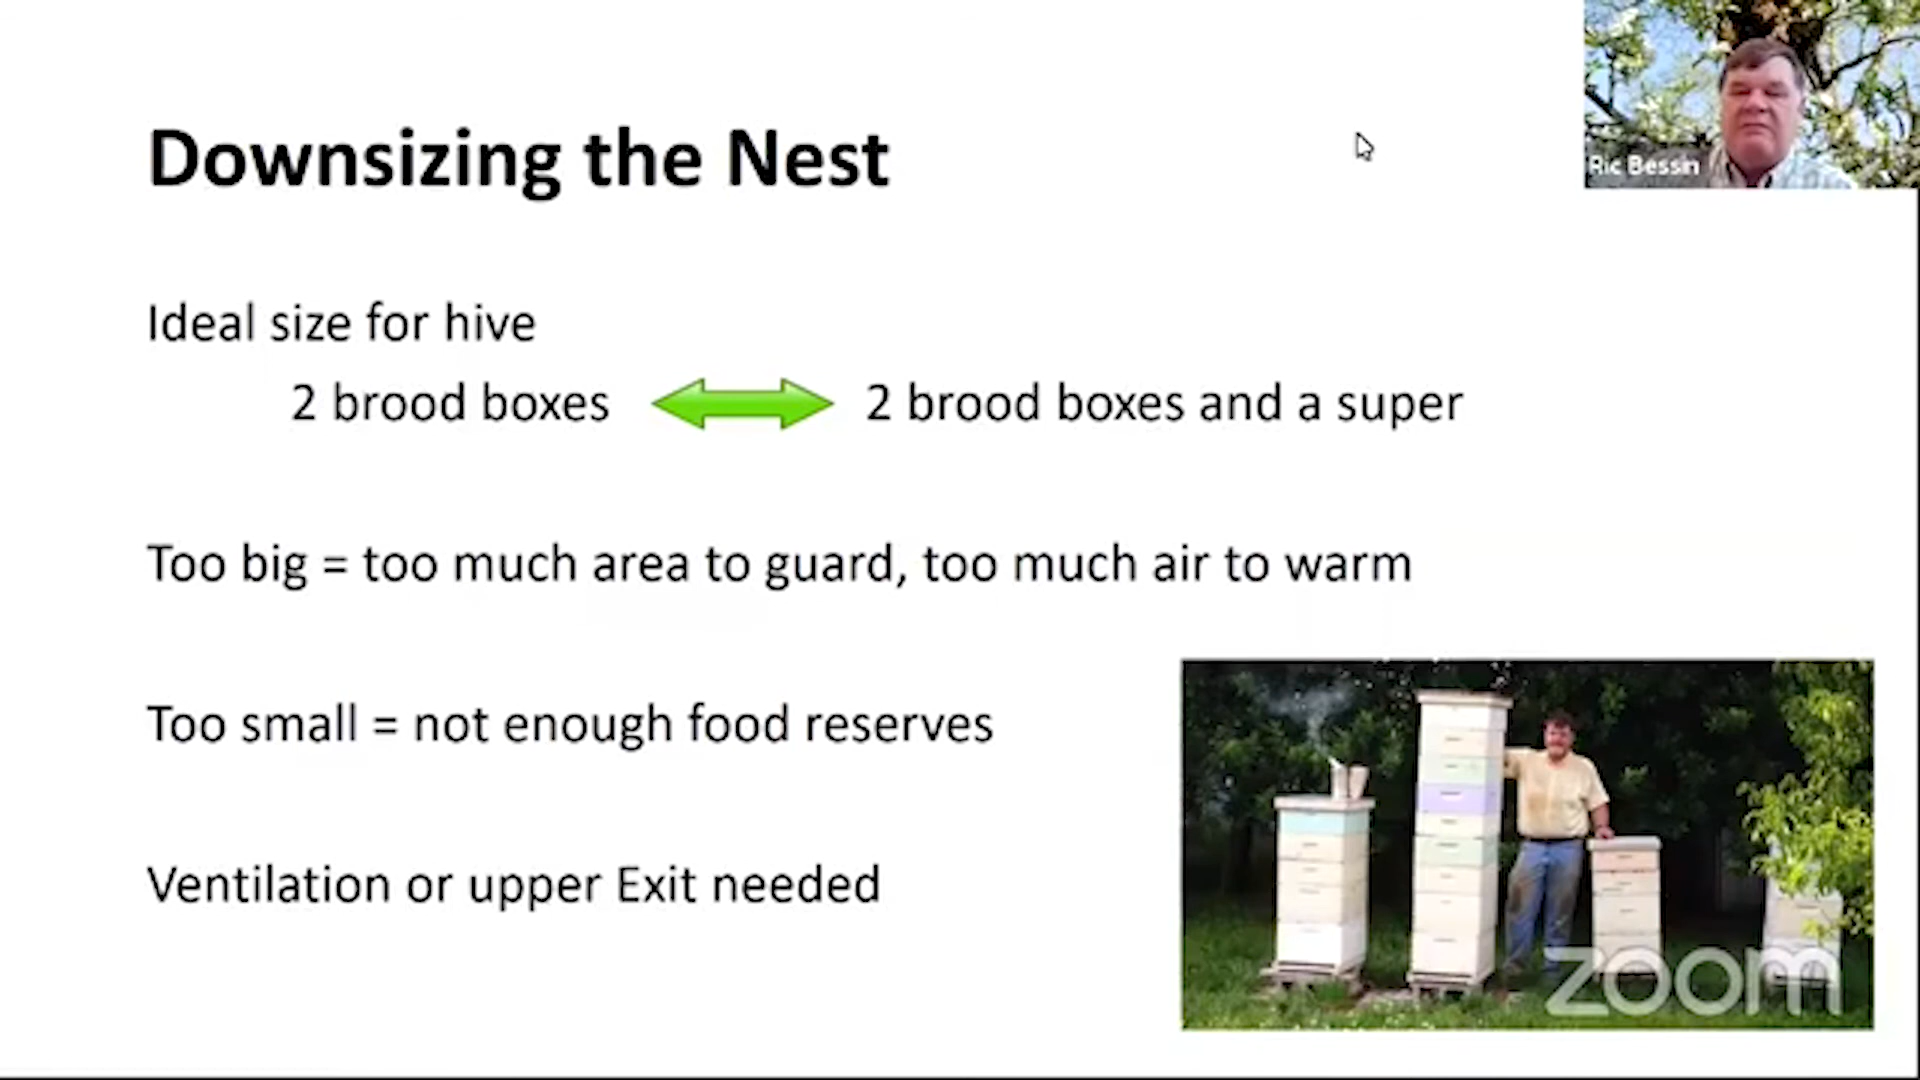 Downsizing the Nest
Ric Bessin
Ideal size for hive
2 brood boxes 2 brood boxes and a super
Too big = too much area to guard, too much air to warm
Too small = not enough food reserves
Ventilation or upper Exit needed
zoom